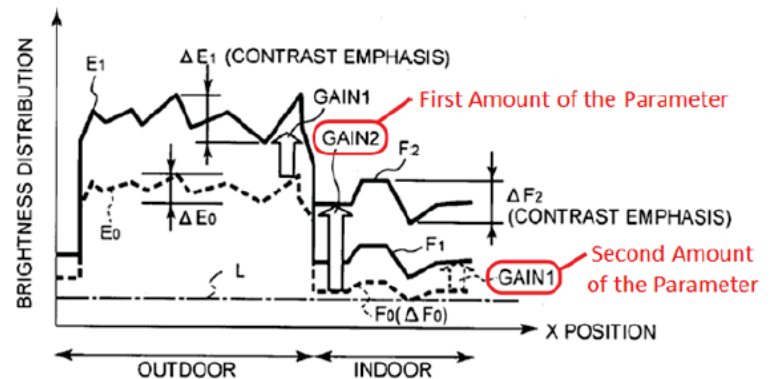 BRIGHTNESS DISTRIBUTION
E1
ΔE1 (CONTRAST EMPHASIS)
GAIN1
First Amount of the Parameter
GAIN2
F2
ΔF2
(CONTRAST EMPHASIS)
E0
ΔE0
F1
Second Amount
of the Parameter
GAIN1
L
F0(ΔF0)
X POSITION
OUTDOOR
INDOOR